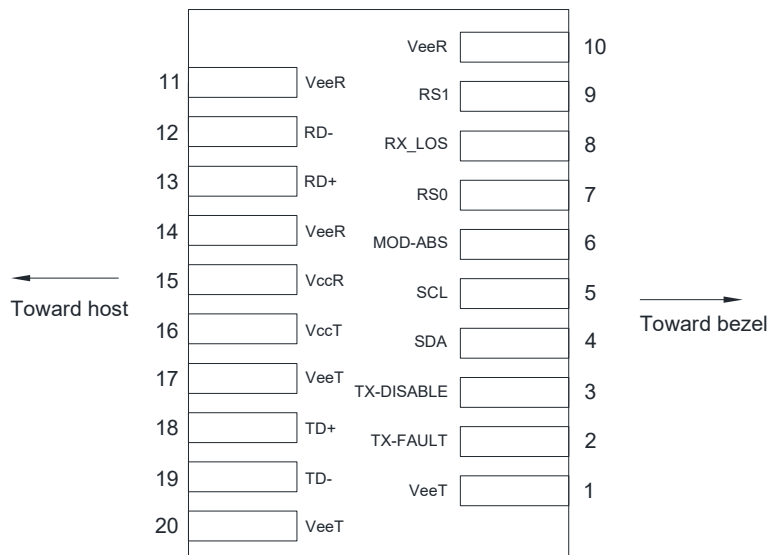 VeeR 10
11 VeeR
RS1 9
12 RD-
RX_LOS 8
13 RD+
RS0 7
14 VeeR
MOD-ABS 6
15 VccR
SCL 5
Toward host
Toward bezel
16 VccT
SDA 4
17 VeeT
TX-DISABLE 3
18 TD+
TX-FAULT 2
19 TD-
VeeT 1
20 VeeT